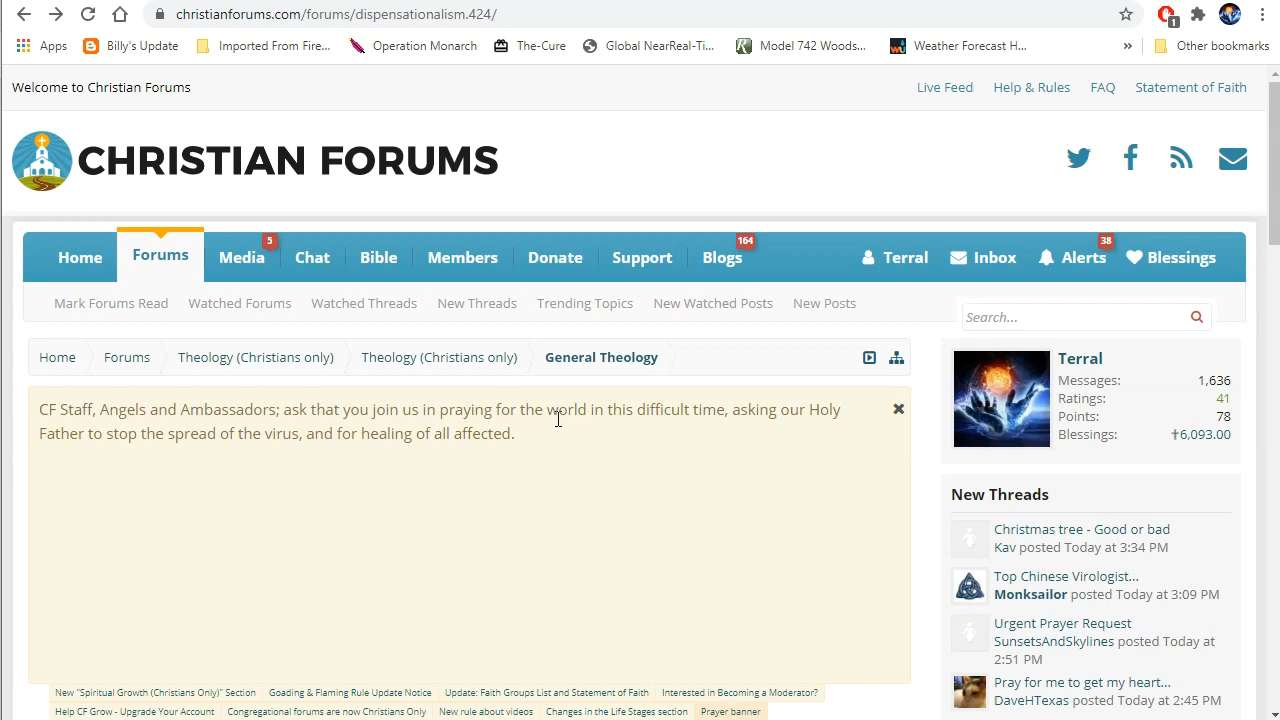 christianforums.com/forums/dispensationalism.424/
1
Apps Billy's Update Imported From Fire... Operation Monarch The-Cure Global NearReal-Ti... Model 742 Woods... Weather Forecast H... » Other bookmarks
Welcome to Christian Forums Live Feed Help & Rules FAQ Statement of Faith
CHRISTIAN FORUMS
Home Forums Media 5 Chat Bible Members Donate Support Blogs 164 Terral Inbox Alerts 38 Blessings
Mark Forums Read Watched Forums Watched Threads New Threads Trending Topics New Watched Posts New Posts
Search...
Home Forums Theology (Christians only) Theology (Christians only) General Theology
CF Staff, Angels and Ambassadors; ask that you join us in praying for the world in this difficult time, asking our Holy
Father to stop the spread of the virus, and for healing of all affected.
Terral
Messages: 1,636
Ratings: 41
Points: 78
Blessings: ✝6,093.00
New Threads
Christmas tree - Good or bad
Kav posted Today at 3:34 PM
Top Chinese Virologist...
Monksailor posted Today at 3:09 PM
Urgent Prayer Request
SunsetsAndSkylines posted Today at
2:51 PM
Pray for me to get my heart...
DaveHTexas posted Today at 2:45 PM
New "Spiritual Growth (Christians Only)" Section Goading & Flaming Rule Update Notice Update: Faith Groups List and Statement of Faith Interested in Becoming a Moderator?
Help CF Grow - Upgrade Your Account Congregational forums are now Christians Only New rule about videos Changes in the Life Stages section Prayer banner